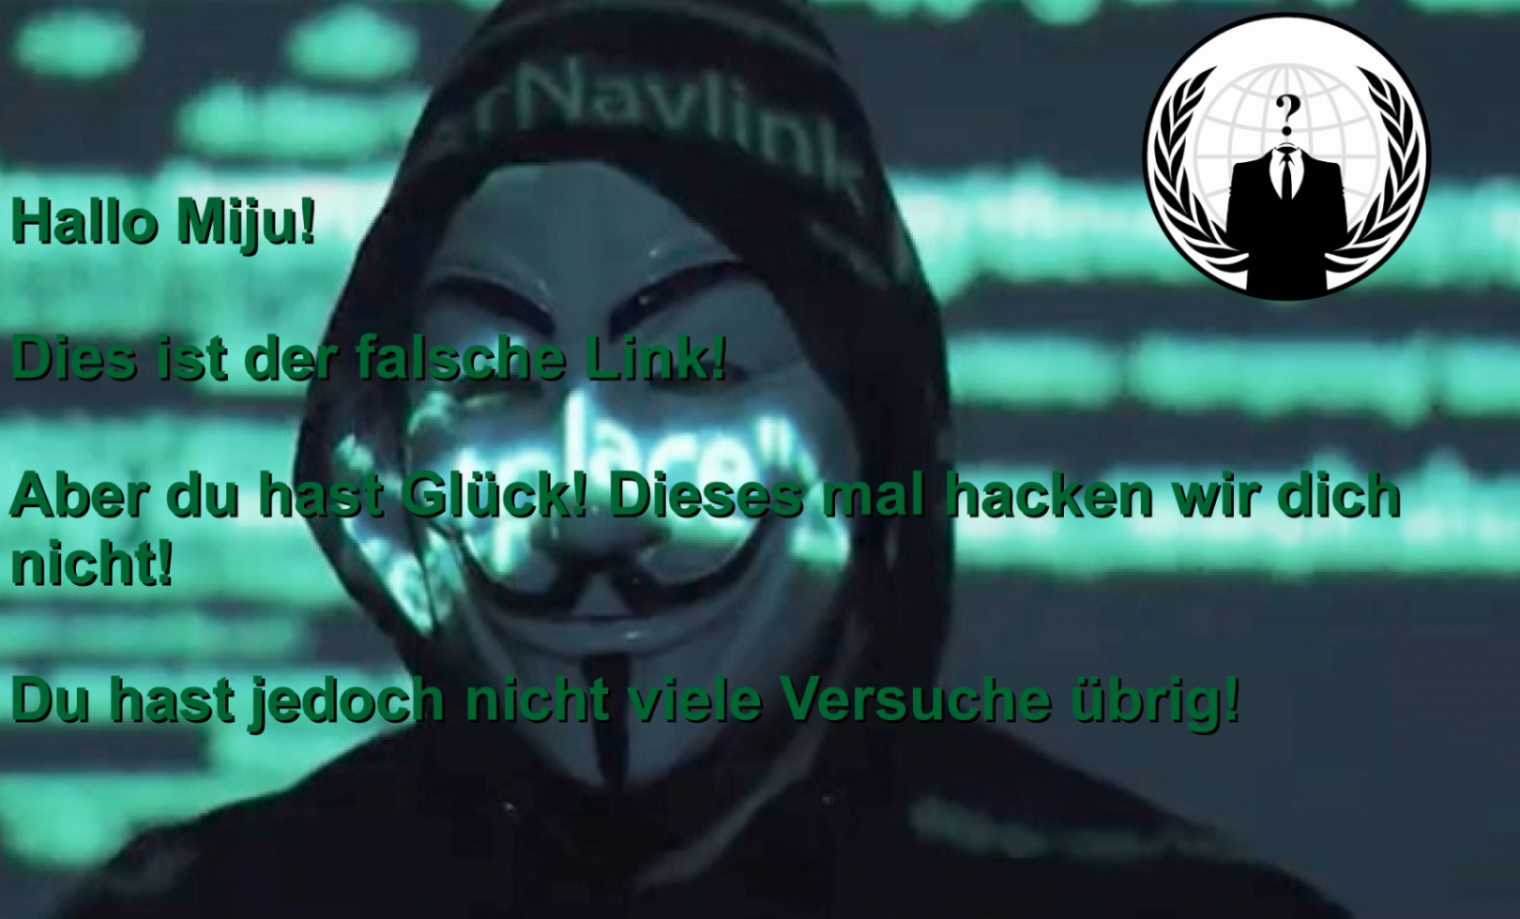 rNavlink
Hallo Miju!
?
Dies ist der falsche Link!
place"
Aber du hast Glück! Dieses mal hacken wir dich
nicht!
Du hast jedoch nicht viele Versuche übrig!